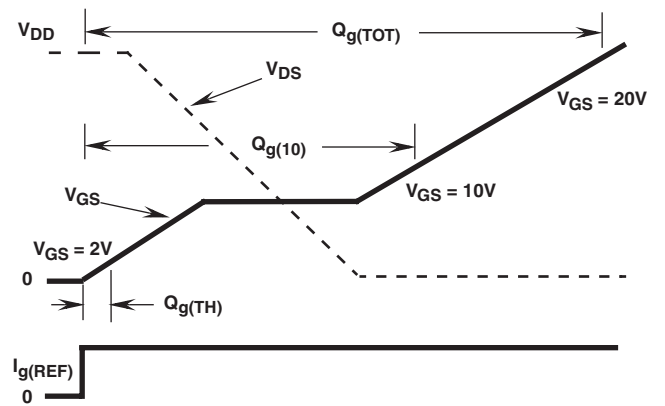 V_DD
Q_g(TOT)
V_DS
V_GS = 20V
Q_g(10)
V_GS
V_GS = 10V
V_GS = 2V
0
Q_g(TH)
I_g(REF)
0